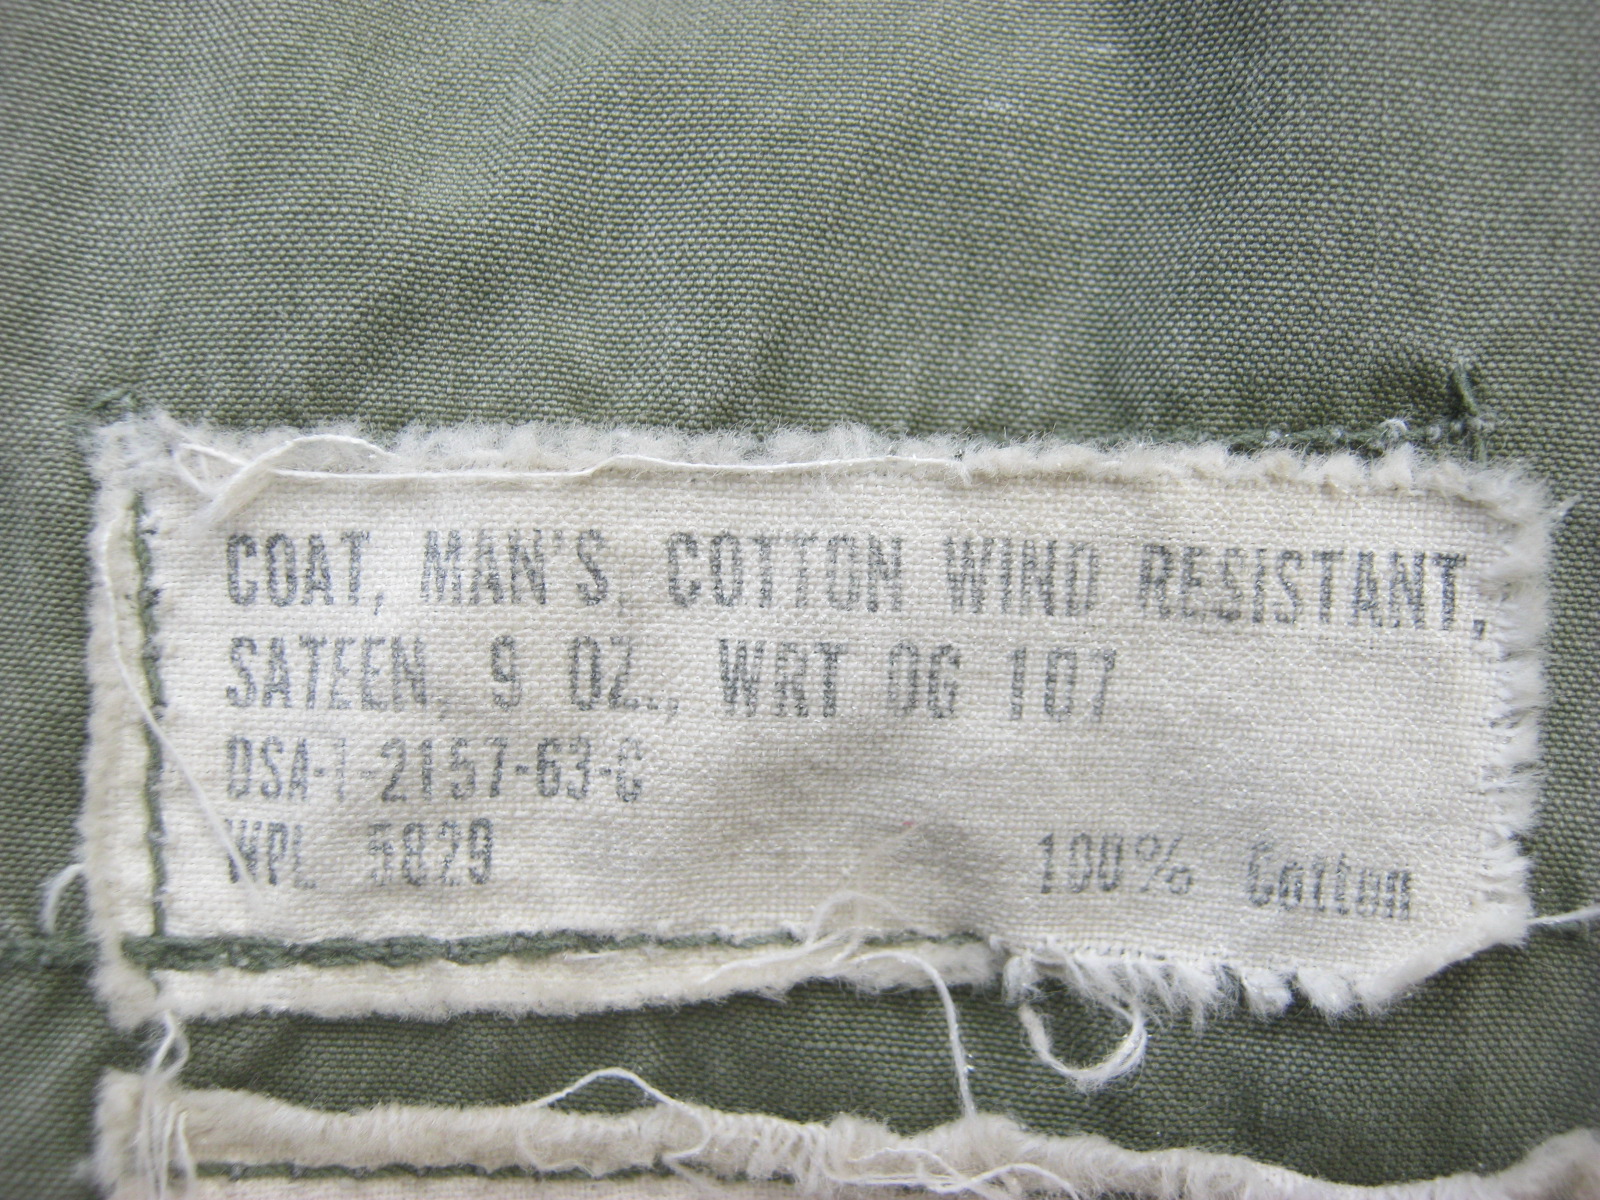 COAT, MAN'S, COTTON WIND RESISTANT,
SATEEN, 9 OZ., WRT OG 107
DSA-1-2157-63-C
WPL 5829
100% Cotton